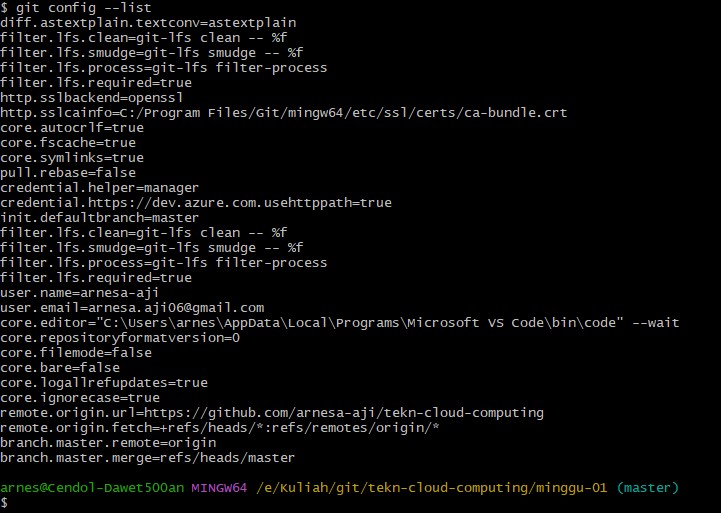 $ git config --list
diff.astextplain.textconv=astextplain
filter.lfs.clean=git-lfs clean -- %f
filter.lfs.smudge=git-lfs smudge -- %f
filter.lfs.process=git-lfs filter-process
filter.lfs.required=true
http.sslbackend=openssl
http.sslcainfo=C:/Program Files/Git/mingw64/etc/ssl/certs/ca-bundle.crt
core.autocrlf=true
core.fscache=true
core.symlinks=true
pull.rebase=false
credential.helper=manager
credential.https://dev.azure.com.usehttppath=true
init.defaultbranch=master
filter.lfs.clean=git-lfs clean -- %f
filter.lfs.smudge=git-lfs smudge -- %f
filter.lfs.process=git-lfs filter-process
filter.lfs.required=true
user.name=arnesa-aji
user.email=arnesa.aji06@gmail.com
core.editor="C:\Users\arnes\AppData\Local\Programs\Microsoft VS Code\bin\code" --wait
core.repositoryformatversion=0
core.filemode=false
core.bare=false
core.logallrefupdates=true
core.ignorecase=true
remote.origin.url=https://github.com/arnesa-aji/tekn-cloud-computing
remote.origin.fetch=+refs/heads/*:refs/remotes/origin/*
branch.master.remote=origin
branch.master.merge=refs/heads/master
arnes@Cendol-Dawet500an MINGW64 /e/Kuliah/git/tekn-cloud-computing/minggu-01 (master)
$